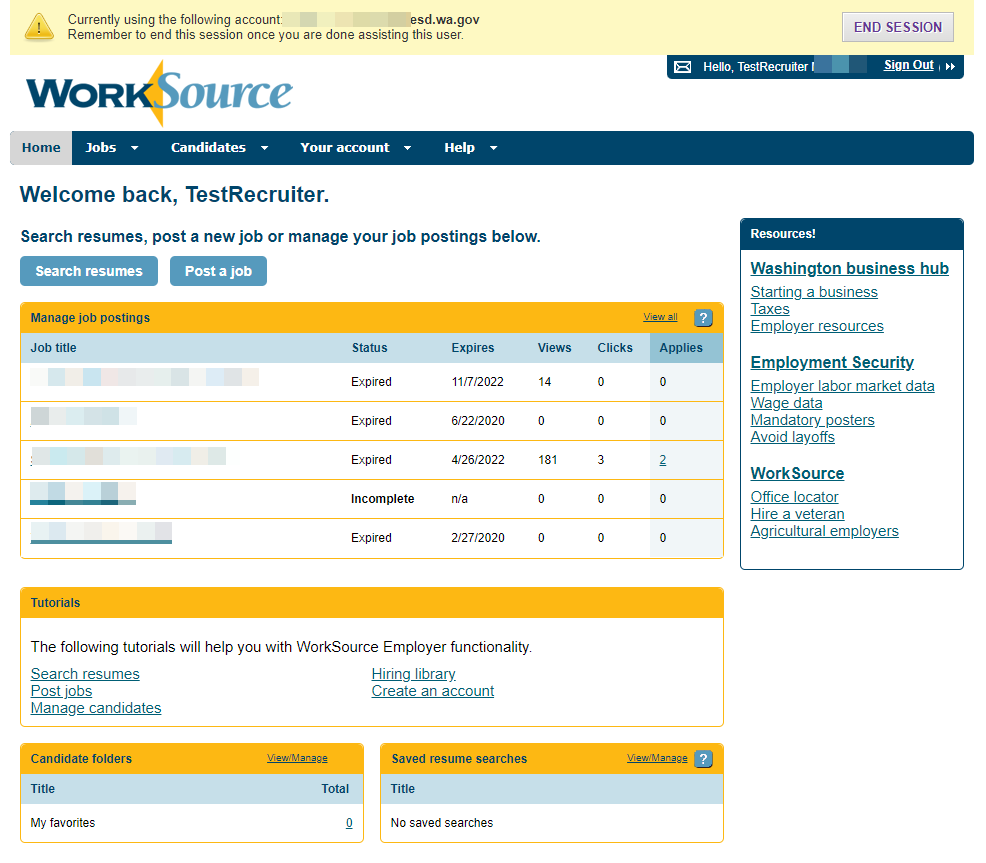 Currently using the following account: esd.wa.gov
Remember to end this session once you are done assisting this user.
END SESSION
Hello, TestRecruiter
Sign Out
WorkSource
Home Jobs Candidates Your account Help
Welcome back, TestRecruiter.
Search resumes, post a new job or manage your job postings below.
Search resumes Post a job
Manage job postings View all ?
Job title Status Expires Views Clicks Applies
Expired 11/7/2022 14 0 0
Expired 6/22/2020 0 0 0
Expired 4/26/2022 181 3 2
Incomplete n/a 0 0 0
Expired 2/27/2020 0 0 0
Resources!
Washington business hub
Starting a business
Taxes
Employer resources
Employment Security
Employer labor market data
Wage data
Mandatory posters
Avoid layoffs
WorkSource
Office locator
Hire a veteran
Agricultural employers
Tutorials
The following tutorials will help you with WorkSource Employer functionality.
Search resumes
Post jobs
Manage candidates
Hiring library
Create an account
Candidate folders View/Manage
Title Total
My favorites 0
Saved resume searches View/Manage ?
Title
No saved searches